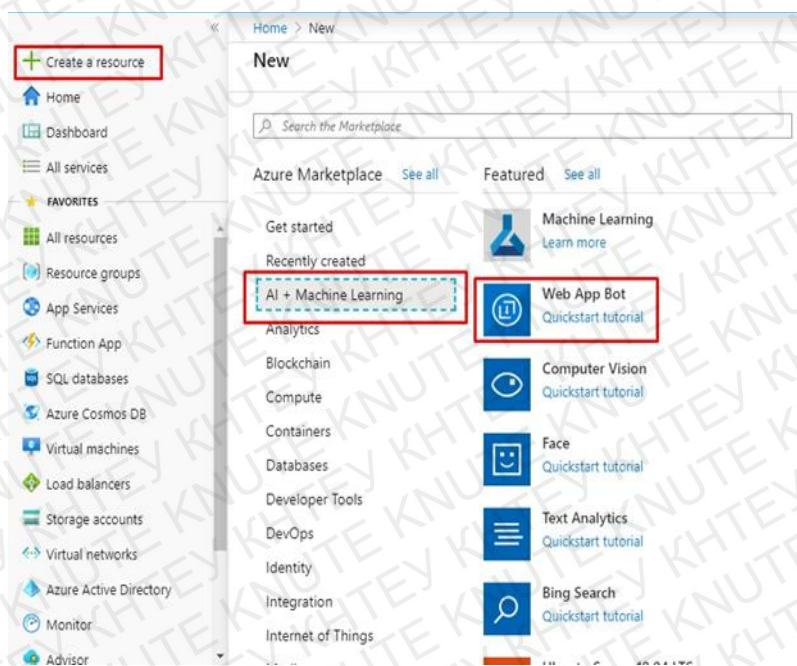 Home > New
Create a resource
Home
Dashboard
All services
FAVORITES
All resources
Resource groups
App Services
Function App
SQL databases
Azure Cosmos DB
Virtual machines
Load balancers
Storage accounts
Virtual networks
Azure Active Directory
Monitor
Advisor
New
Search the Marketplace
Azure Marketplace See all
Get started
Recently created
AI + Machine Learning
Analytics
Blockchain
Compute
Containers
Databases
Developer Tools
DevOps
Identity
Integration
Internet of Things
Featured See all
Machine Learning
Learn more
Web App Bot
Quickstart tutorial
Computer Vision
Quickstart tutorial
Face
Quickstart tutorial
Text Analytics
Quickstart tutorial
Bing Search
Quickstart tutorial
KNUTE KHTEY KNUTE KHTEY